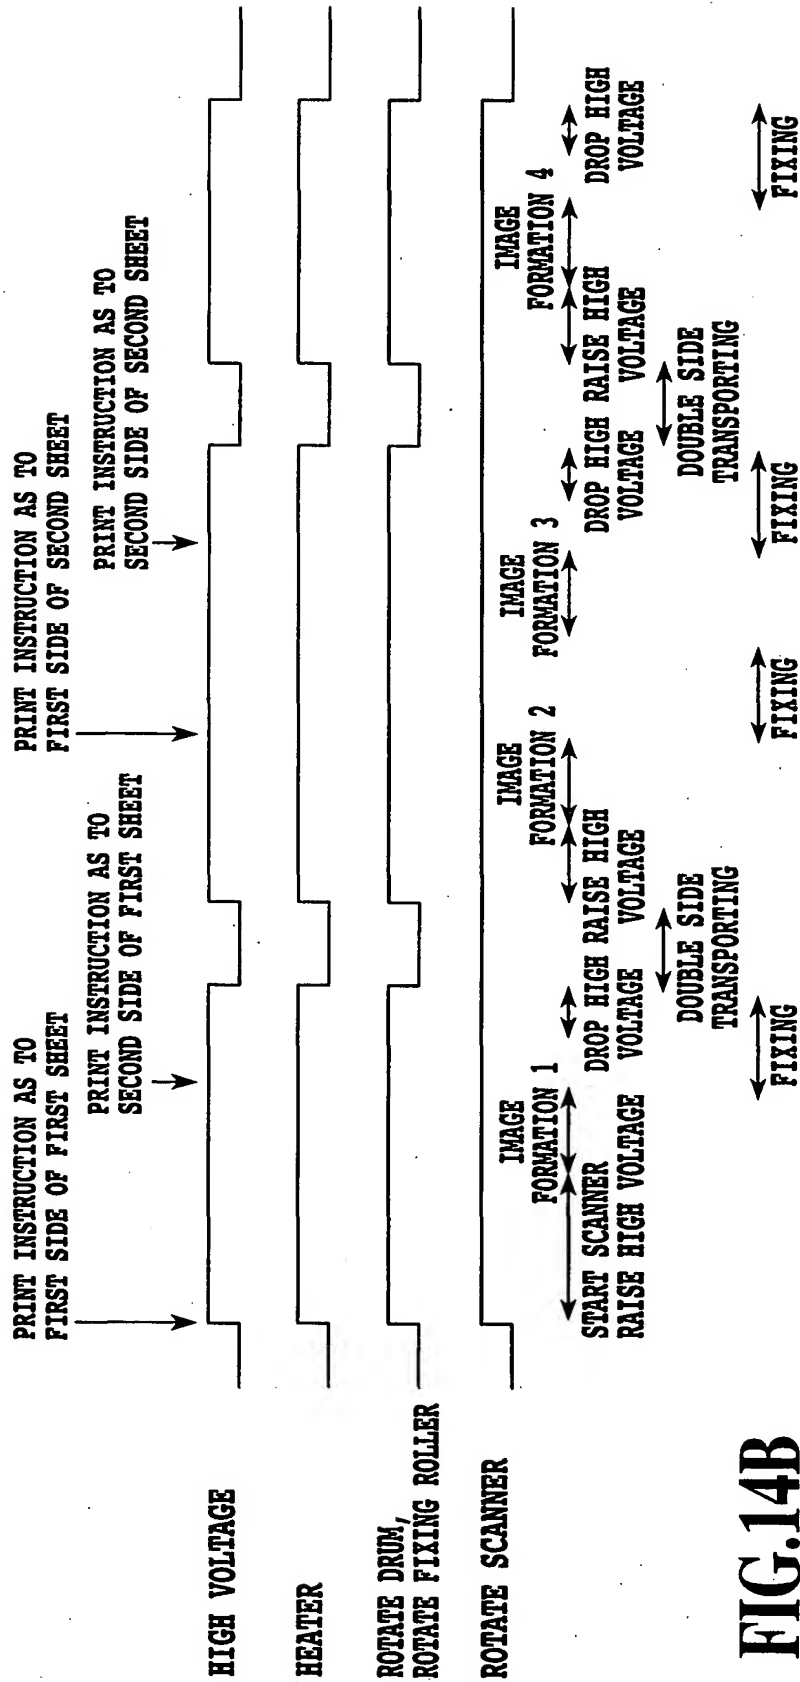 PRINT INSTRUCTION AS TO
FIRST SIDE OF FIRST SHEET
PRINT INSTRUCTION AS TO
SECOND SIDE OF FIRST SHEET
PRINT INSTRUCTION AS TO
FIRST SIDE OF SECOND SHEET
PRINT INSTRUCTION AS TO
SECOND SIDE OF SECOND SHEET
HIGH VOLTAGE
HEATER
ROTATE DRUM,
ROTATE FIXING ROLLER
ROTATE SCANNER
START SCANNER
RAISE HIGH VOLTAGE
IMAGE
FORMATION 1
DROP HIGH
VOLTAGE
RAISE HIGH
VOLTAGE
IMAGE
FORMATION 2
IMAGE
FORMATION 3
DROP HIGH
VOLTAGE
RAISE HIGH
VOLTAGE
IMAGE
FORMATION 4
DROP HIGH
VOLTAGE
DOUBLE SIDE
TRANSPORTING
DOUBLE SIDE
TRANSPORTING
FIXING
FIXING
FIXING
FIXING
FIG.14B